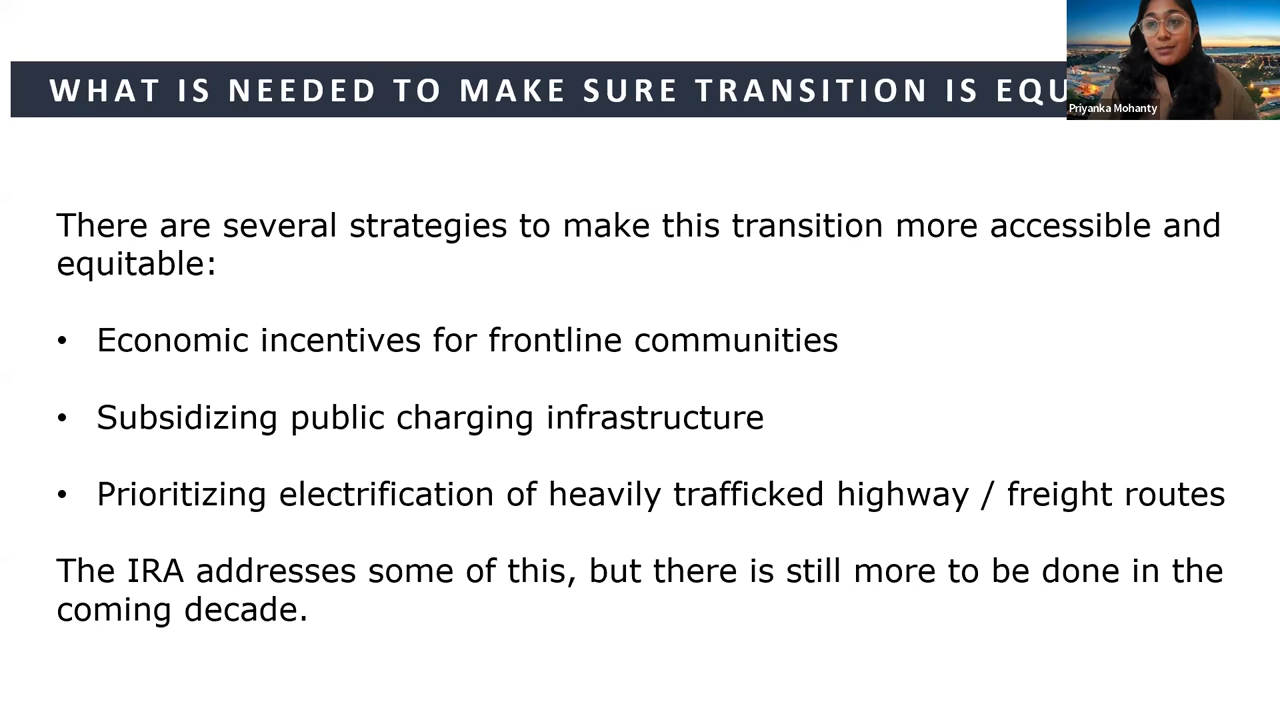 WHAT IS NEEDED TO MAKE SURE TRANSITION IS EQU
Priyanka Mohanty
There are several strategies to make this transition more accessible and
equitable:
• Economic incentives for frontline communities
• Subsidizing public charging infrastructure
• Prioritizing electrification of heavily trafficked highway / freight routes
The IRA addresses some of this, but there is still more to be done in the
coming decade.